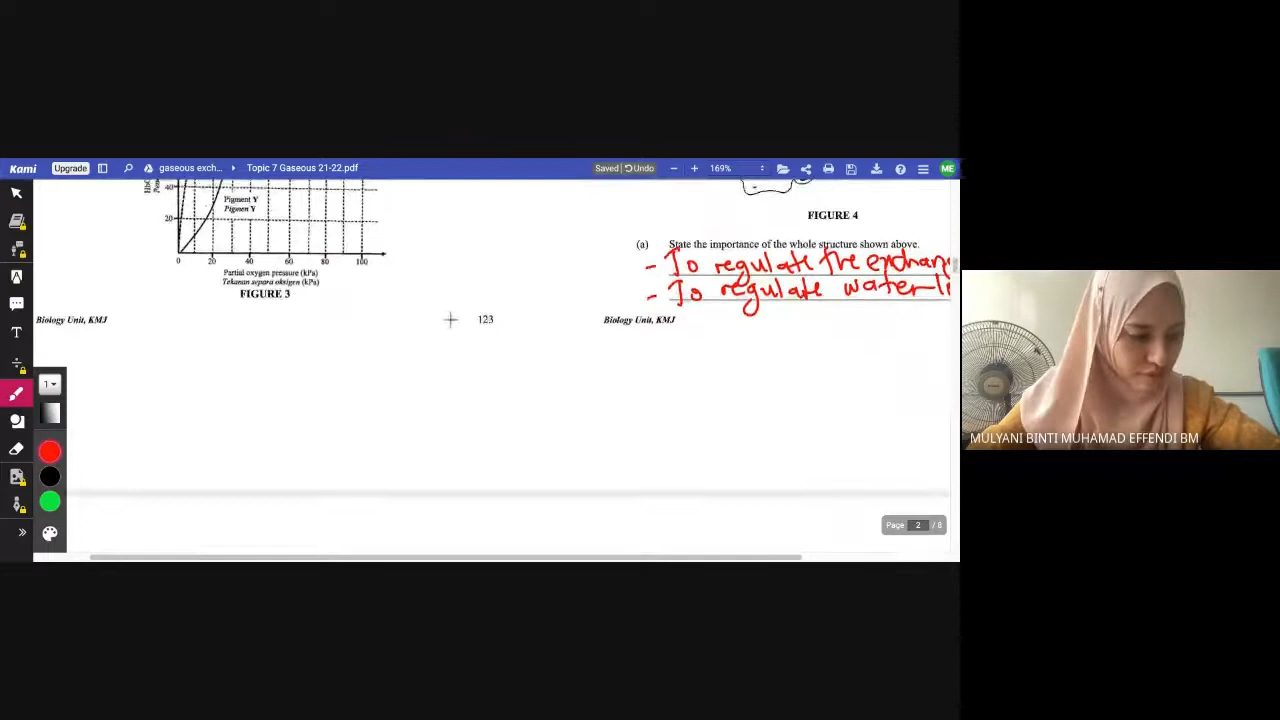 Kami
Upgrade
gaseous exch...
Topic 7 Gaseous 21-22.pdf
Saved
Undo
169%
ME
40
Pigment Y
Pigmen Y
20
0 20 40 60 80 100
Partial oxygen pressure (kPa)
Tekanan separa oksigen (kPa)
FIGURE 3
Biology Unit, KMJ
123
FIGURE 4
(a) State the importance of the whole structure shown above.
- To regulate the exchan
- To regulate water
Biology Unit, KMJ
1
T
Page 2 / 8
MULYANI BINTI MUHAMAD EFFENDI BM